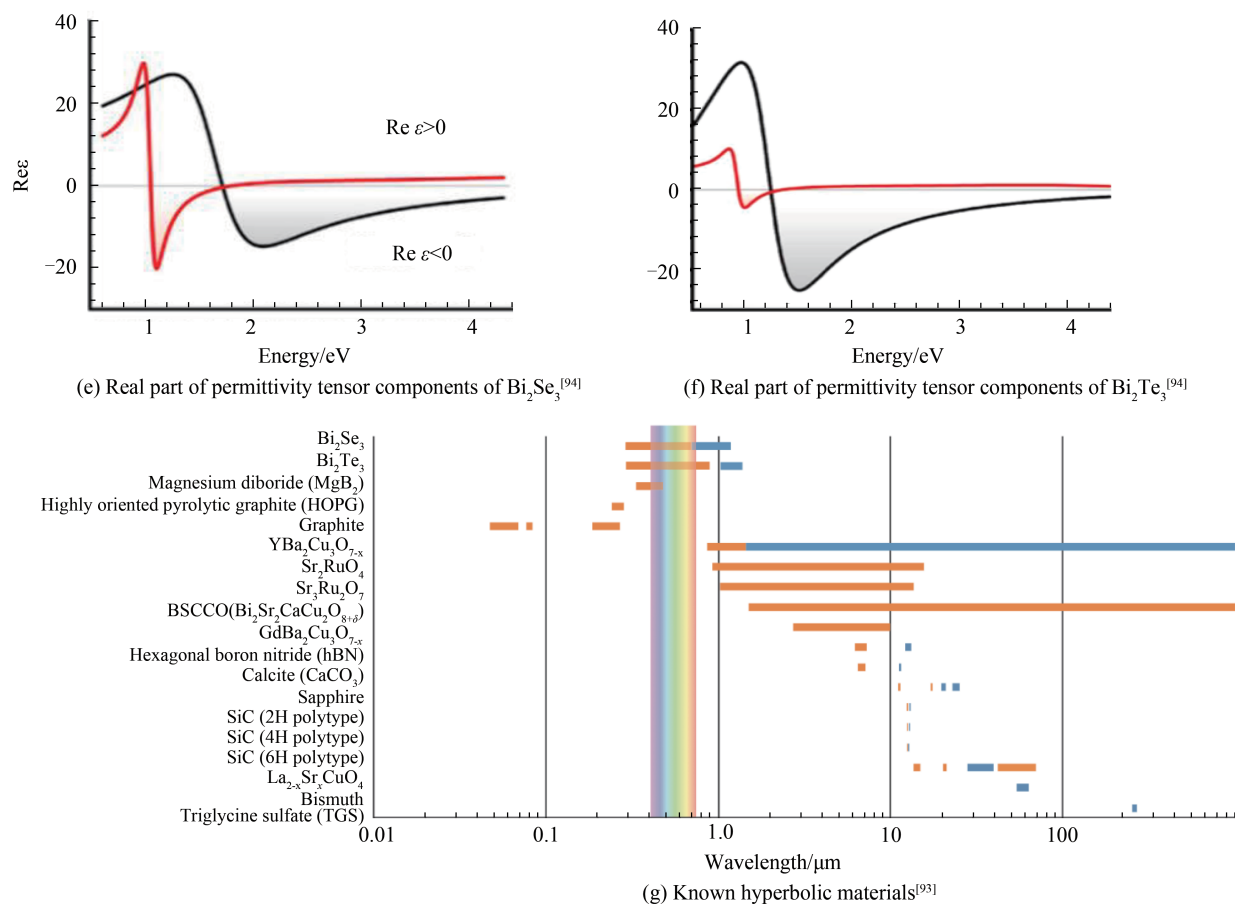 40
20
0
−20
Reε
Re ε>0
Re ε<0
1 2 3 4
Energy/eV
(e) Real part of permittivity tensor components of Bi₂Se₃[94]
40
20
0
−20
1 2 3 4
Energy/eV
(f) Real part of permittivity tensor components of Bi₂Te₃[94]
Bi₂Se₃
Bi₂Te₃
Magnesium diboride (MgB₂)
Highly oriented pyrolytic graphite (HOPG)
Graphite
YBa₂Cu₃O₇₋ₓ
Sr₂RuO₄
Sr₃Ru₂O₇
BSCCO(Bi₂Sr₂CaCu₂O₈₊δ)
GdBa₂Cu₃O₇₋ₓ
Hexagonal boron nitride (hBN)
Calcite (CaCO₃)
Sapphire
SiC (2H polytype)
SiC (4H polytype)
SiC (6H polytype)
La₂₋ₓSrₓCuO₄
Bismuth
Triglycine sulfate (TGS)
0.01 0.1 1.0 10 100
Wavelength/μm
(g) Known hyperbolic materials[93]